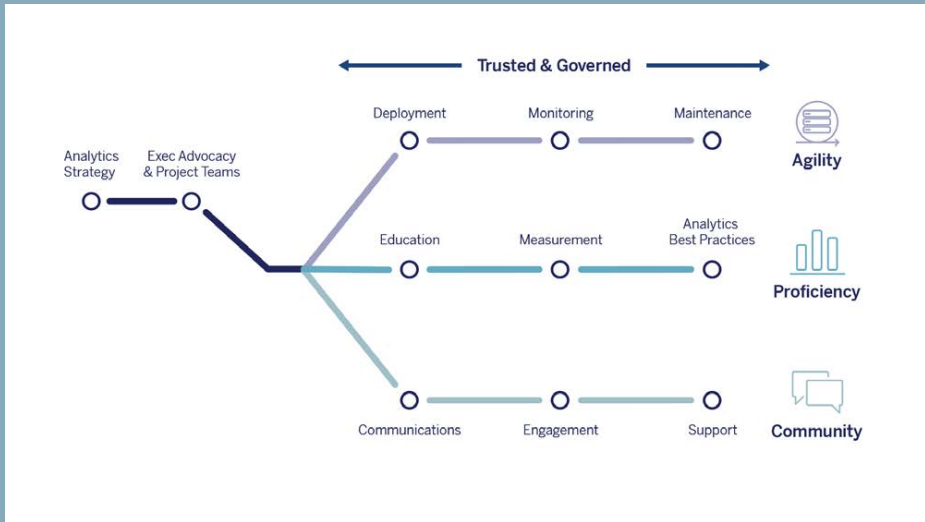 Trusted & Governed
Deployment
Monitoring
Maintenance
Agility
Analytics
Strategy
Exec Advocacy
& Project Teams
Education
Measurement
Analytics
Best Practices
Proficiency
Communications
Engagement
Support
Community